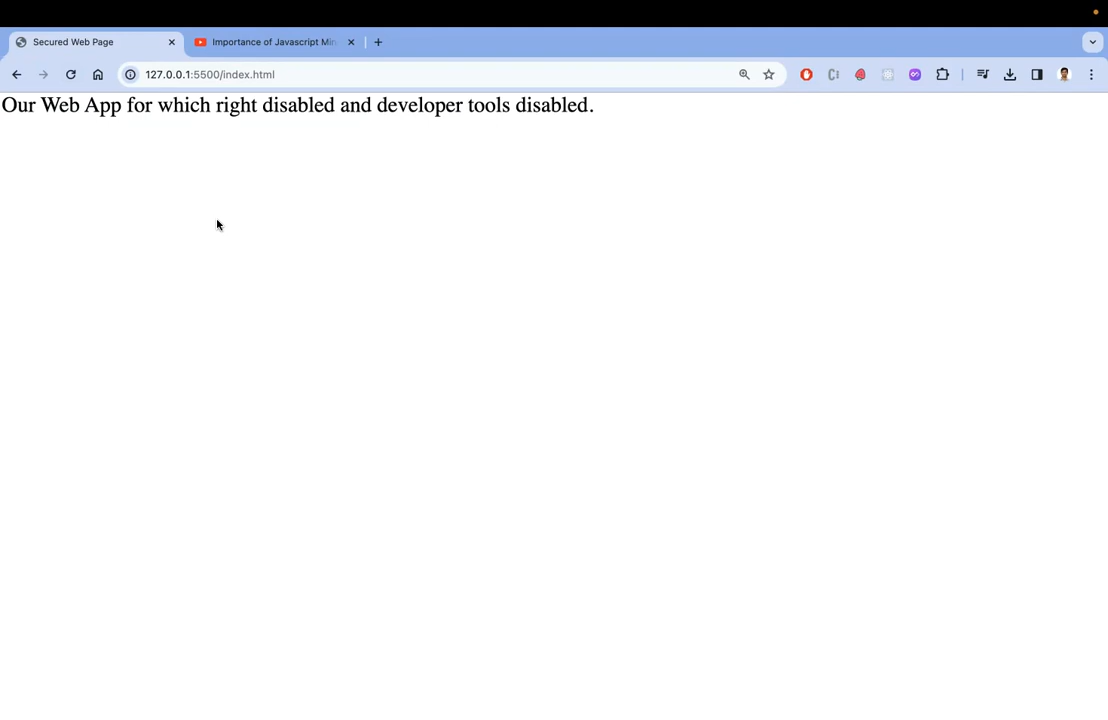 Secured Web Page
Importance of Javascript Min
127.0.0.1:5500/index.html
Our Web App for which right disabled and developer tools disabled.